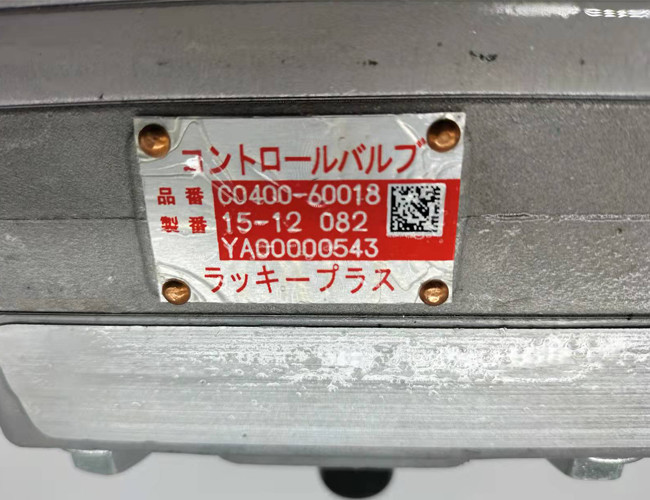 コントロールバルブ
品番 C0400-60018
製番 15-12 082
YA00000543
ラッキープラス